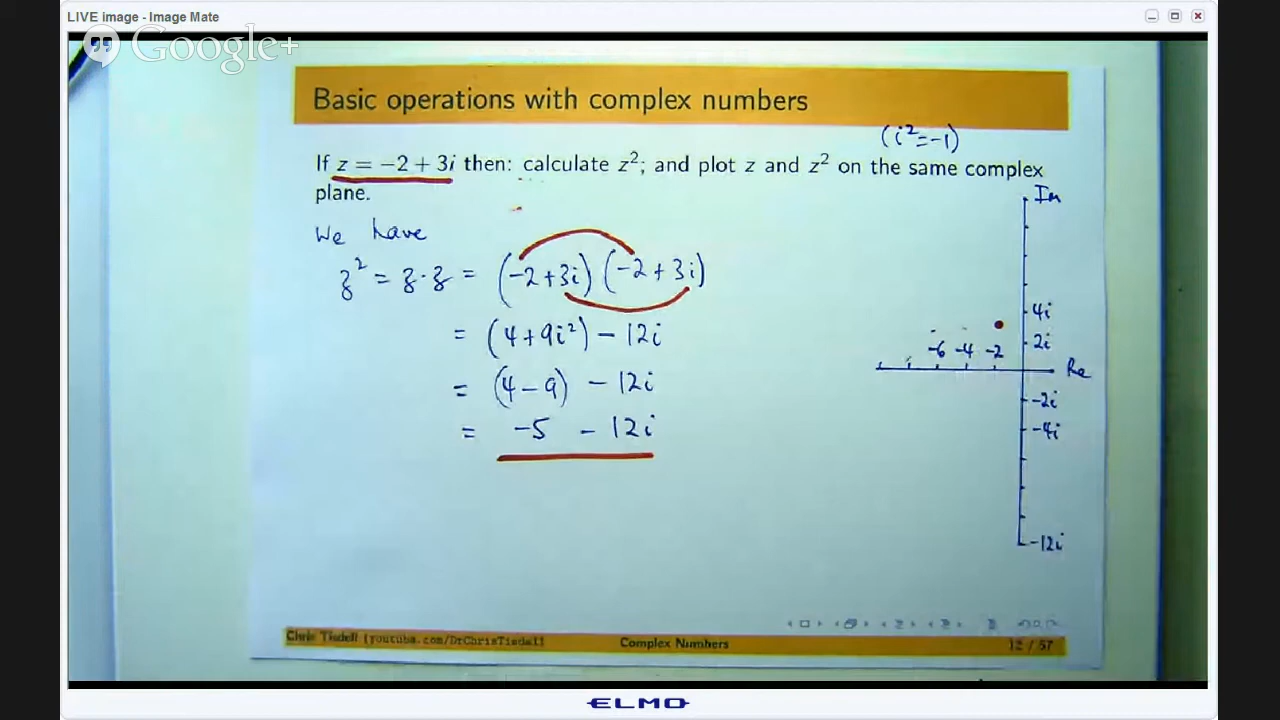 LIVE image - Image Mate
Google+
Basic operations with complex numbers
(i² = -1)
If z = −2 + 3i then: calculate z²; and plot z and z² on the same complex
plane.
Im
We have
z² = z·z = (-2+3i)(-2+3i)
= (4+9i²) - 12i
4i
2i
-6 -4 -2
Re
= (4-9) - 12i
-2i
= -5 - 12i
-4i
-12i
Chris Tisdell (youtube.com/DrChrisTisdell
Complex Numbers
12 / 57
ELMO